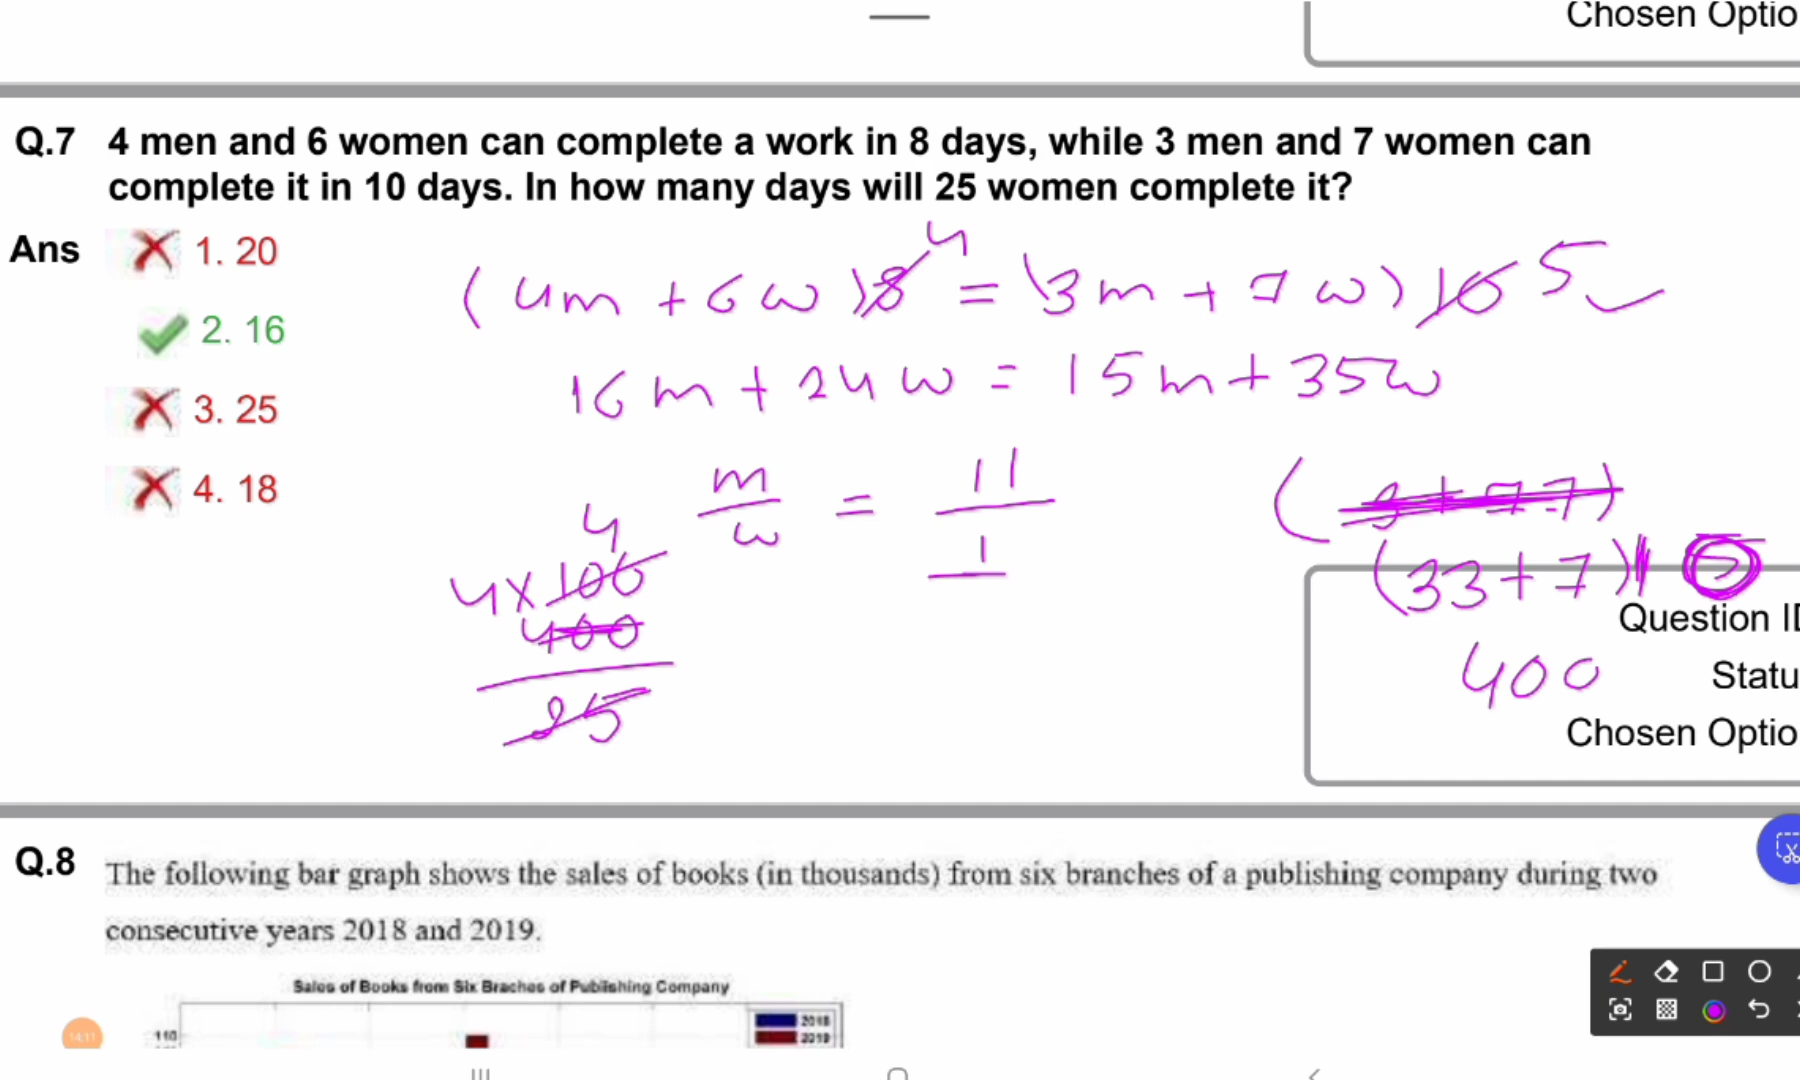 Chosen Optio
Q.7 4 men and 6 women can complete a work in 8 days, while 3 men and 7 women can
complete it in 10 days. In how many days will 25 women complete it?
Ans 1. 20
2. 16
3. 25
4. 18
(4m + 6w)8 4 = (3m + 7w)10 5
16m + 24w = 15m + 35w
m/w = 11/1
4
4×100
400
25
(33+7)10
400
Question I
Statu
Chosen Optio
Q.8 The following bar graph shows the sales of books (in thousands) from six branches of a publishing company during two
consecutive years 2018 and 2019.
Sales of Books from Six Braches of Publishing Company
2018
2019
110
14:11